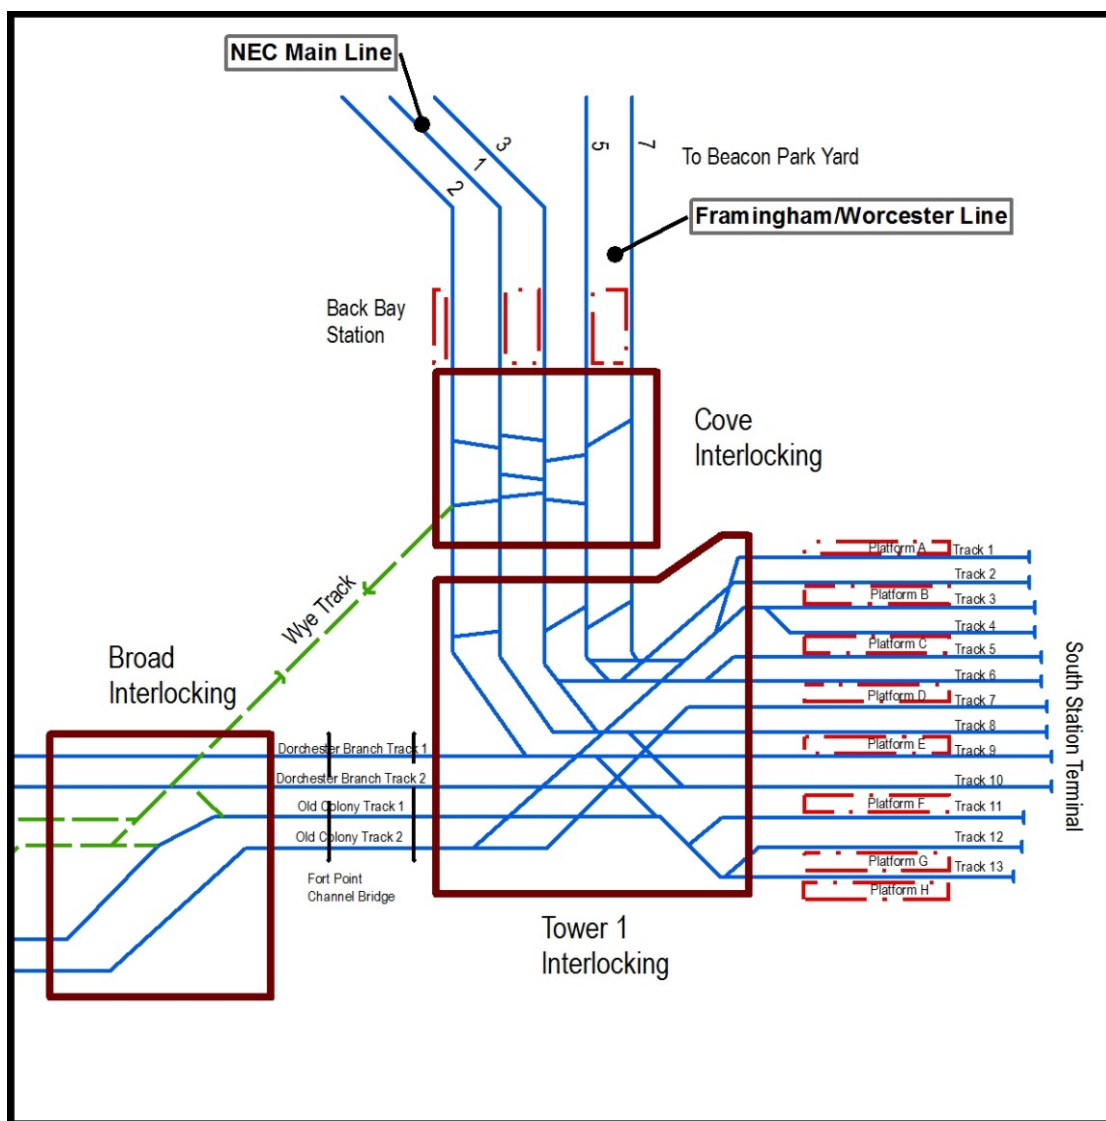 NEC Main Line
3
1
2
5
7
To Beacon Park Yard
Framingham/Worcester Line
Back Bay
Station
Cove
Interlocking
Wye Track
Broad
Interlocking
Platform A
Track 1
Track 2
Platform B
Track 3
Track 4
Platform C
Track 5
Track 6
Platform D
Track 7
Track 8
Platform E
Track 9
Track 10
Platform F
Track 11
Track 12
Platform G
Track 13
Platform H
South Station Terminal
Dorchester Branch Track 1
Dorchester Branch Track 2
Old Colony Track 1
Old Colony Track 2
Fort Point
Channel Bridge
Tower 1
Interlocking